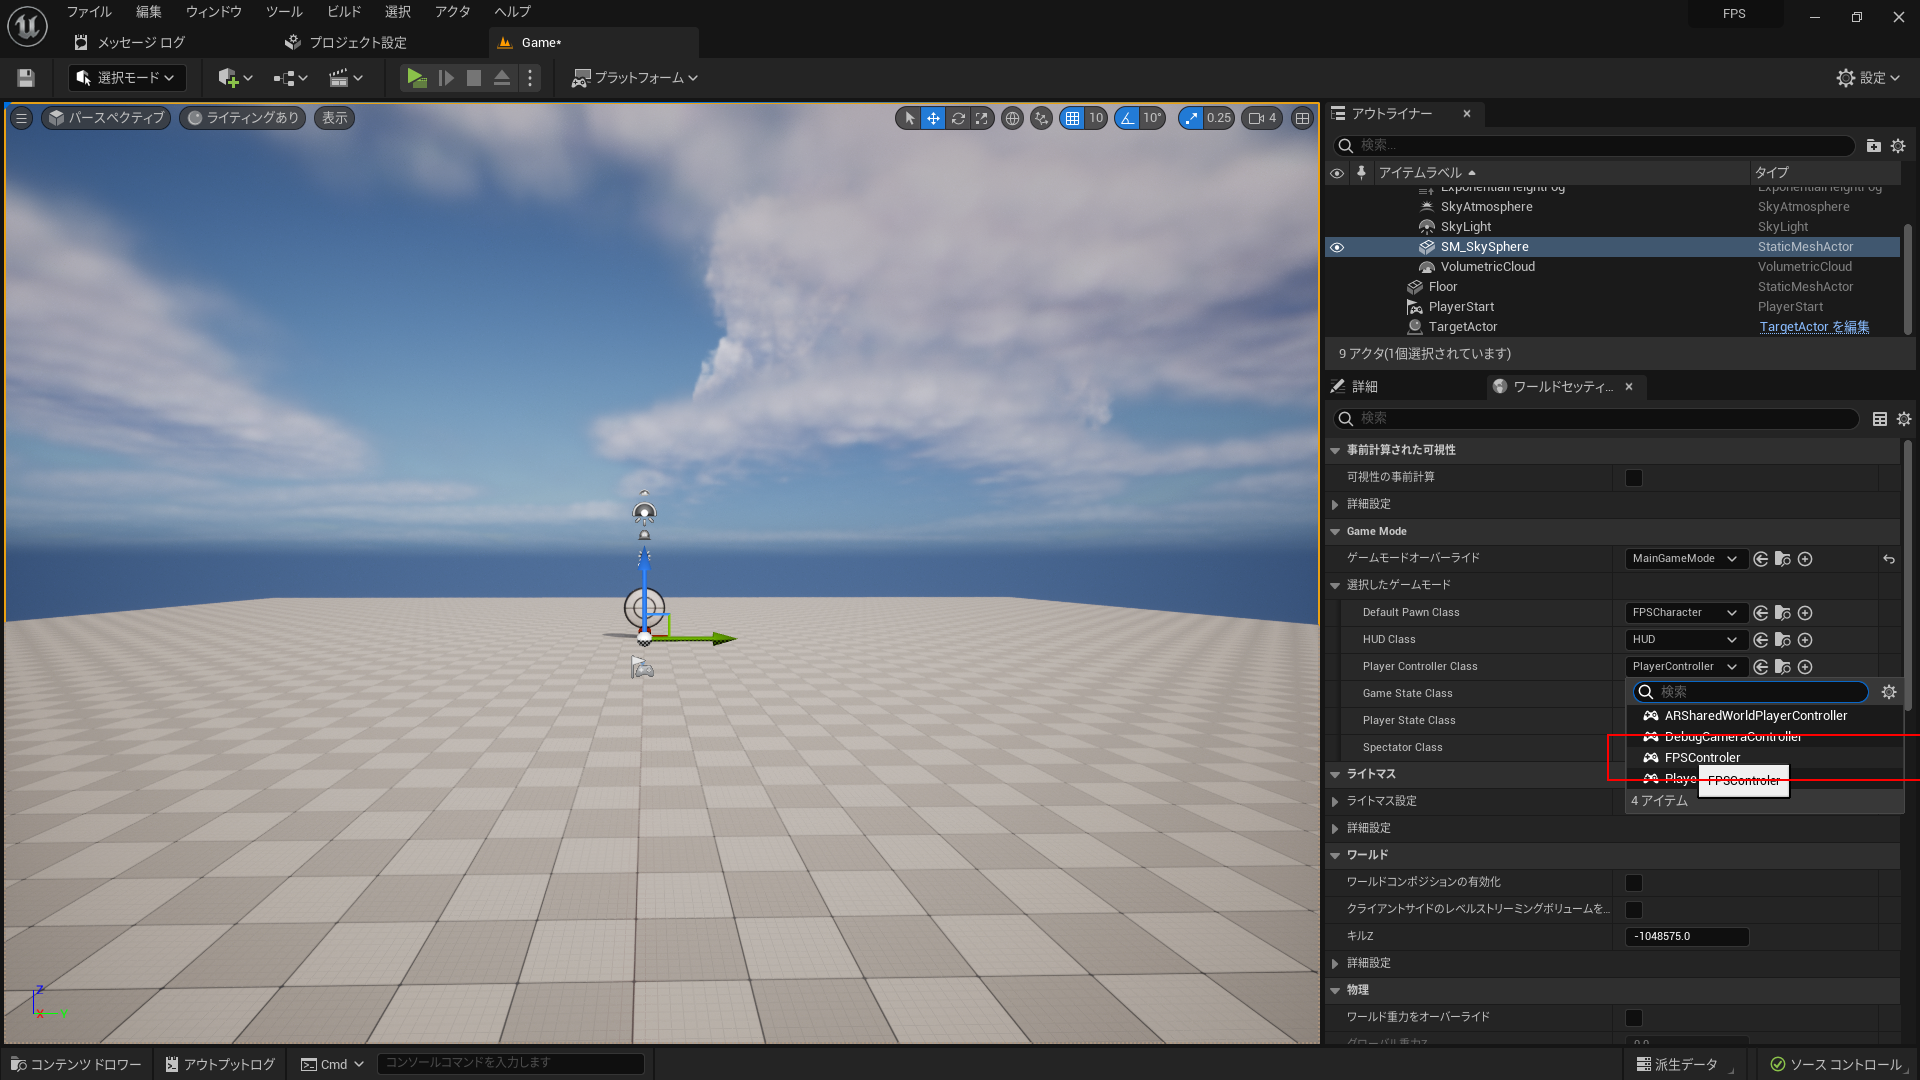 ファイル 編集 ウィンドウ ツール ビルド 選択 アクタ ヘルプ
FPS
メッセージ ログ
プロジェクト設定
Game*
選択モード
プラットフォーム
設定
パースペクティブ
ライティングあり
表示
10
10°
0.25
4
アウトライナー
検索...
アイテムラベル
タイプ
ExponentialHeightFog ExponentialHeightFog
SkyAtmosphere SkyAtmosphere
SkyLight SkyLight
SM_SkySphere StaticMeshActor
VolumetricCloud VolumetricCloud
Floor StaticMeshActor
PlayerStart PlayerStart
TargetActor TargetActor を編集
9 アクタ(1個選択されています)
詳細
ワールドセッティ...
検索
事前計算された可視性
可視性の事前計算
詳細設定
Game Mode
ゲームモードオーバーライド MainGameMode
選択したゲームモード
Default Pawn Class FPSCharacter
HUD Class HUD
Player Controller Class PlayerController
Game State Class
Player State Class
Spectator Class
検索
ARSharedWorldPlayerController
DebugCameraController
FPSControler
Playe
FPSControler
4 アイテム
ライトマス
ライトマス設定
詳細設定
ワールド
ワールドコンポジションの有効化
クライアントサイドのレベルストリーミングボリュームを...
キルZ -1048575.0
詳細設定
物理
ワールド重力をオーバーライド
グローバル重力Z 0.0
Z
X
Y
コンテンツ ドロワー
アウトプットログ
Cmd
コンソールコマンドを入力します
派生データ
ソース コントロール